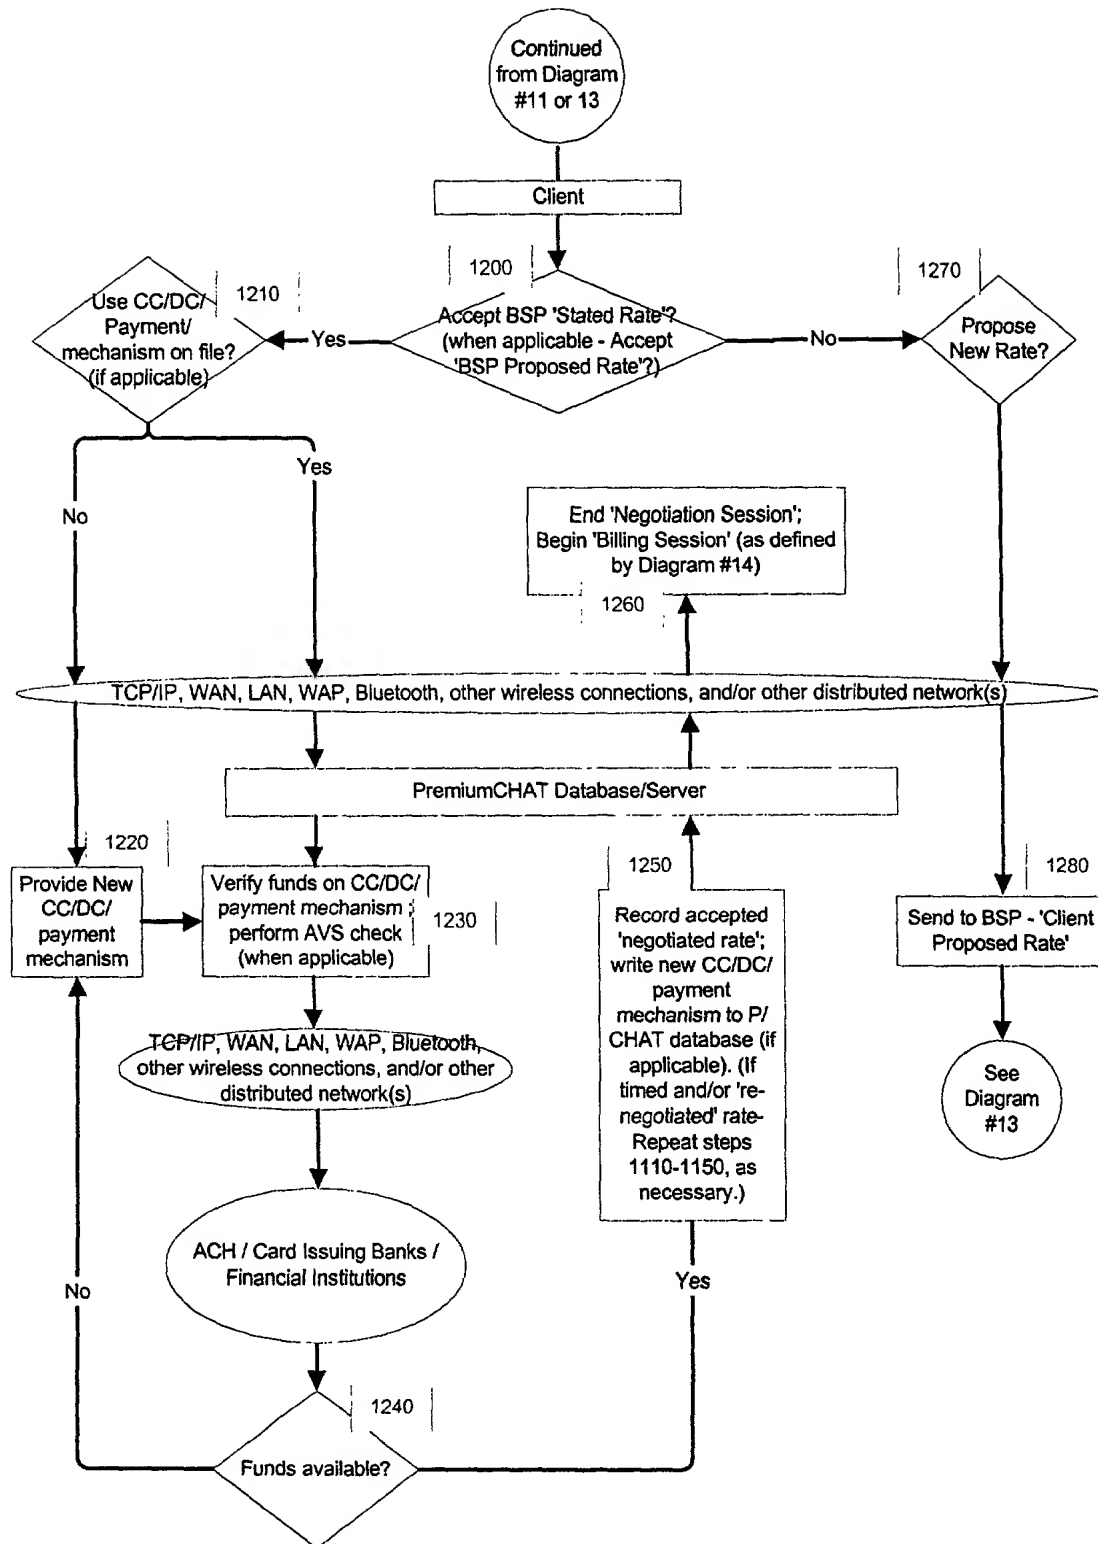 Continued
from Diagram
#11 or 13
Client
1200
1210
1270
Use CC/DC/
Payment/
mechanism on file?
(if applicable)
Yes
Accept BSP 'Stated Rate'?
(when applicable - Accept
'BSP Proposed Rate'?)
No
Propose
New Rate?
Yes
No
End 'Negotiation Session';
Begin 'Billing Session' (as defined
by Diagram #14)
1260
TCP/IP, WAN, LAN, WAP, Bluetooth, other wireless connections, and/or other distributed network(s)
PremiumCHAT Database/Server
1220
Provide New
CC/DC/
payment
mechanism
Verify funds on CC/DC/
payment mechanism ;
perform AVS check
(when applicable)
1230
1250
Record accepted
'negotiated rate';
write new CC/DC/
payment
mechanism to P/
CHAT database (if
applicable). (If
timed and/or 're-
negotiated' rate-
Repeat steps
1110-1150, as
necessary.)
1280
Send to BSP - 'Client
Proposed Rate'
See
Diagram
#13
TCP/IP, WAN, LAN, WAP, Bluetooth,
other wireless connections, and/or other
distributed network(s)
ACH / Card Issuing Banks /
Financial Institutions
No
Yes
1240
Funds available?